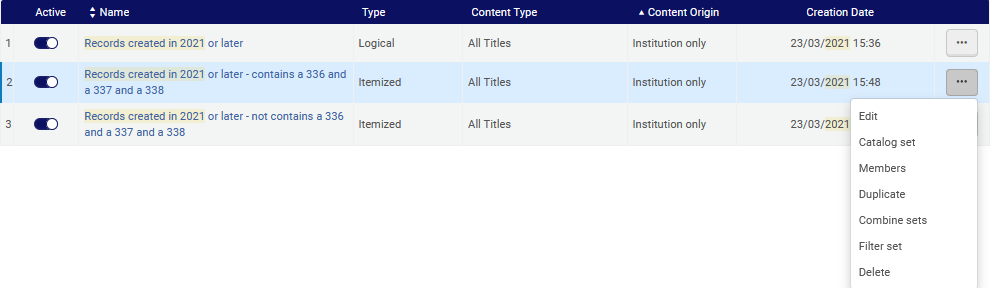 Active Name Type Content Type Content Origin Creation Date
1 Records created in 2021 or later Logical All Titles Institution only 23/03/2021 15:36
2 Records created in 2021 or later - contains a 336 and Itemized All Titles Institution only 23/03/2021 15:48
a 337 and a 338
3 Records created in 2021 or later - not contains a 336 Itemized All Titles Institution only 23/03/2021
and a 337 and a 338
Edit
Catalog set
Members
Duplicate
Combine sets
Filter set
Delete